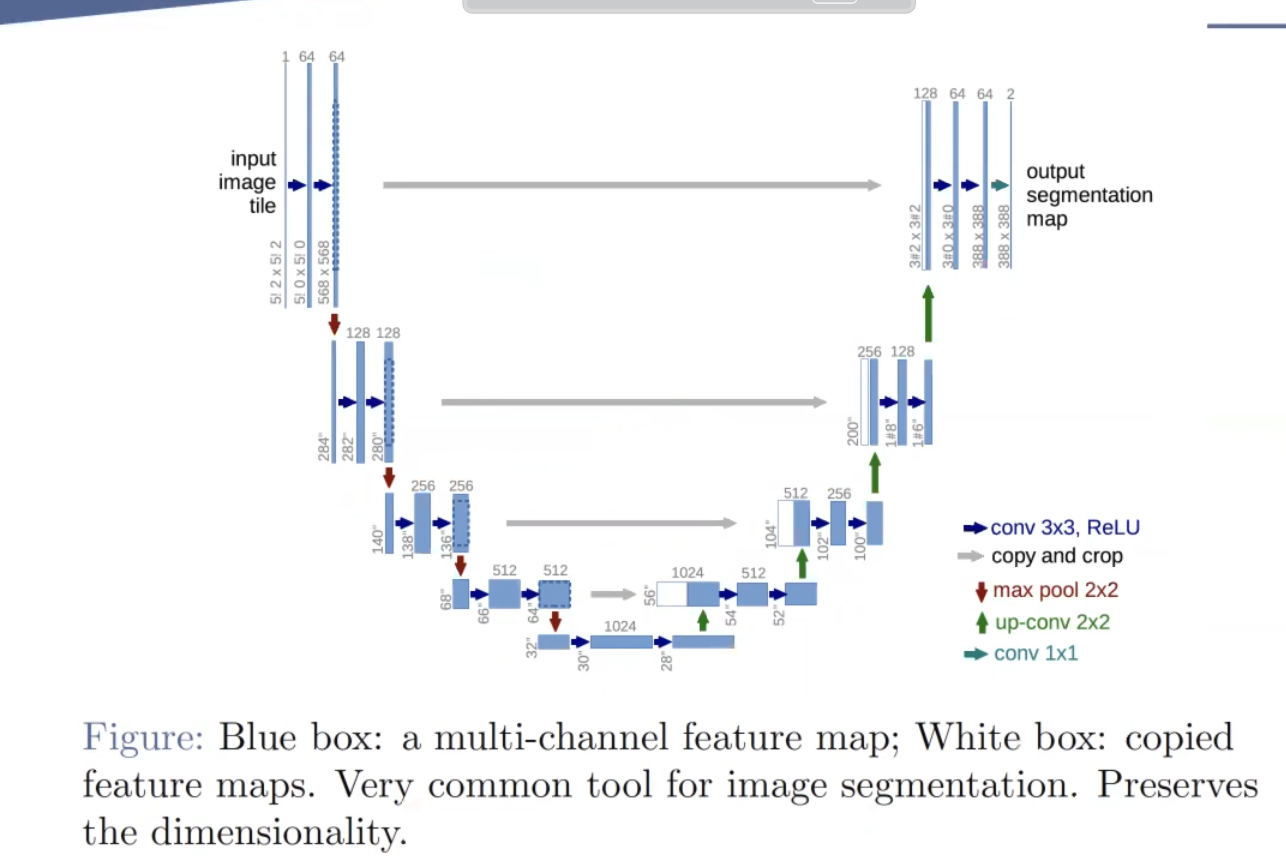 1 64 64
128 64 64 2
input
image
tile
output
segmentation
map
5! 2 x 5! 2
5! 0 x 5! 0
568 x 568
3#2 x 3#2
3#0 x 3#0
388 x 388
388 x 388
128 128
256 128
284"
282"
280"
200"
1#8"
1#6"
256 256
512 256
140"
138"
136"
104"
102"
100"
512 512
1024 512
68"
66"
64"
56"
54"
52"
1024
32"
30"
28"
conv 3x3, ReLU
copy and crop
max pool 2x2
up-conv 2x2
conv 1x1
Figure: Blue box: a multi-channel feature map; White box: copied
feature maps. Very common tool for image segmentation. Preserves
the dimensionality.